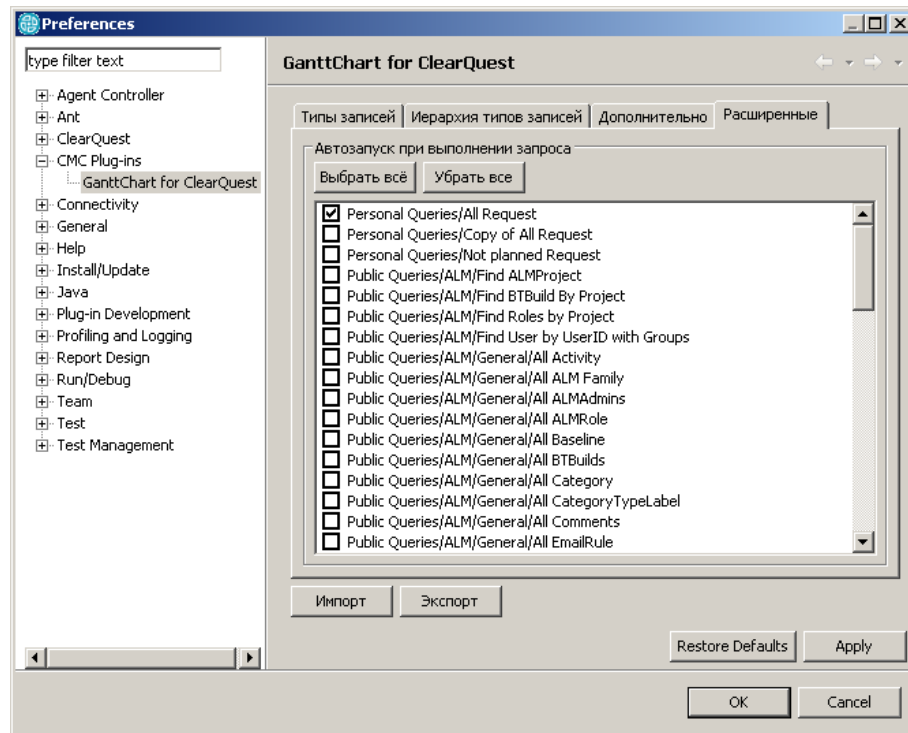 Preferences
type filter text
Agent Controller
Ant
ClearQuest
CMC Plug-ins
GanttChart for ClearQuest
Connectivity
General
Help
Install/Update
Java
Plug-in Development
Profiling and Logging
Report Design
Run/Debug
Team
Test
Test Management
GanttChart for ClearQuest
Типы записей
Иерархия типов записей
Дополнительно
Расширенные
Автозапуск при выполнении запроса
Выбрать всё
Убрать все
Personal Queries/All Request
Personal Queries/Copy of All Request
Personal Queries/Not planned Request
Public Queries/ALM/Find ALMProject
Public Queries/ALM/Find BTBuild By Project
Public Queries/ALM/Find Roles by Project
Public Queries/ALM/Find User by UserID with Groups
Public Queries/ALM/General/All Activity
Public Queries/ALM/General/All ALM Family
Public Queries/ALM/General/All ALMAdmins
Public Queries/ALM/General/All ALMRole
Public Queries/ALM/General/All Baseline
Public Queries/ALM/General/All BTBuilds
Public Queries/ALM/General/All Category
Public Queries/ALM/General/All CategoryTypeLabel
Public Queries/ALM/General/All Comments
Public Queries/ALM/General/All EmailRule
Импорт
Экспорт
Restore Defaults
Apply
OK
Cancel